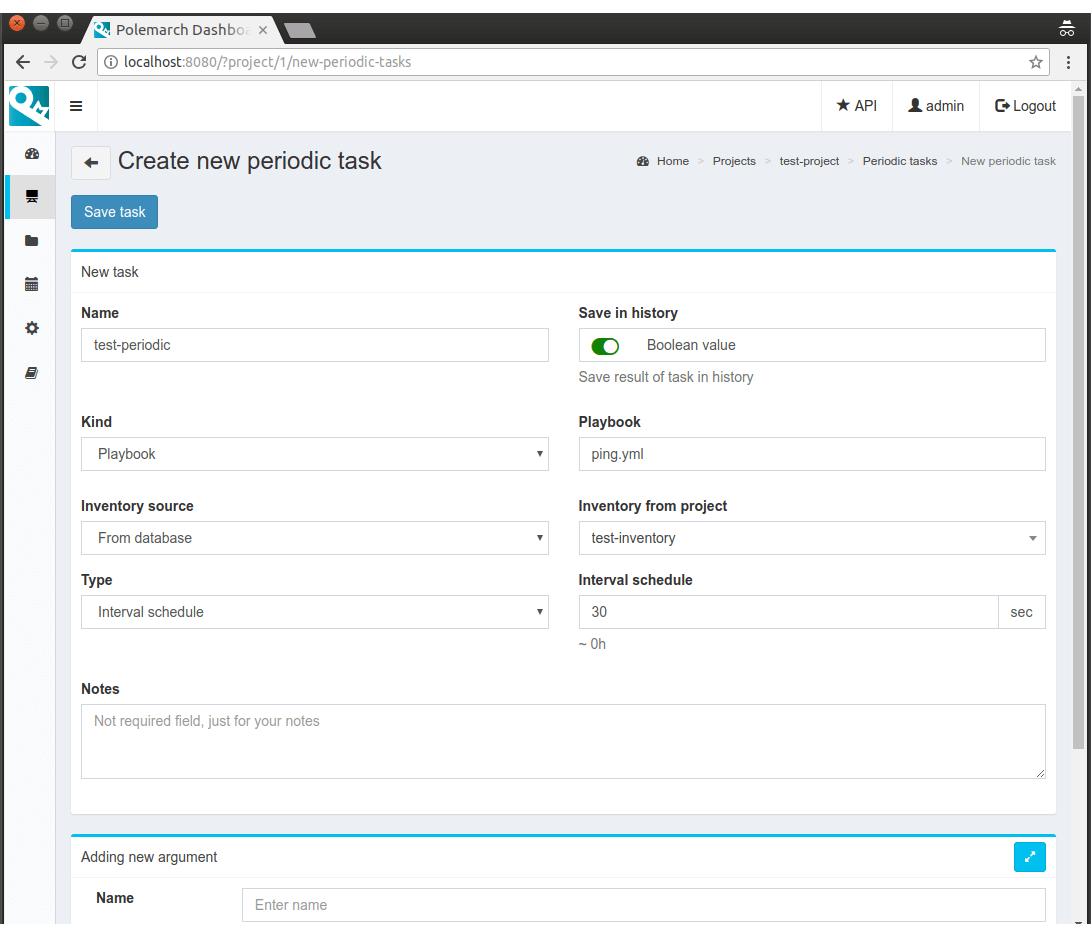 Polemarch Dashboa
localhost:8080/?project/1/new-periodic-tasks
API admin Logout
Create new periodic task
Home > Projects > test-project > Periodic tasks > New periodic task
Save task
New task
Name
Save in history
test-periodic
Boolean value
Save result of task in history
Kind
Playbook
Playbook
ping.yml
Inventory source
Inventory from project
From database
test-inventory
Type
Interval schedule
Interval schedule
30 sec
~ 0h
Notes
Not required field, just for your notes
Adding new argument
Name
Enter name